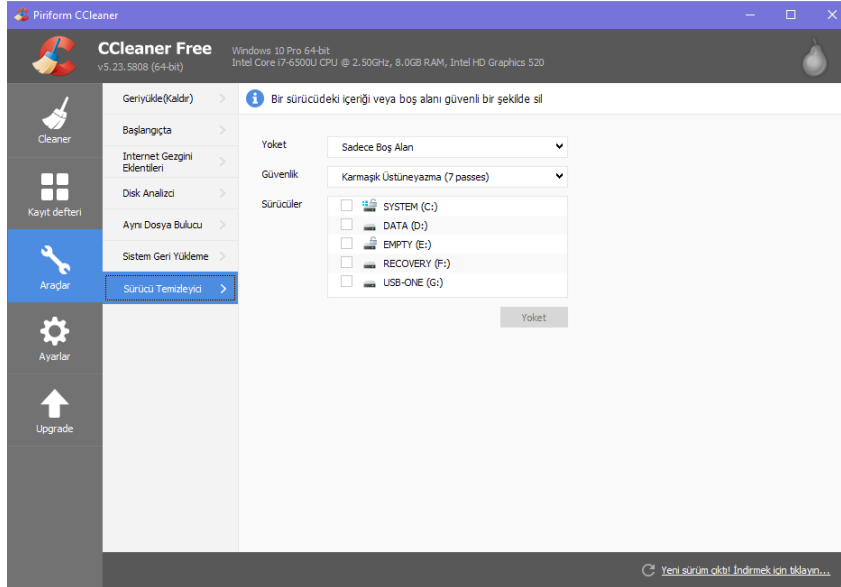 Piriform CCleaner
CCleaner Free
v5.23.5808 (64-bit)
Windows 10 Pro 64-bit
Intel Core i7-6500U CPU @ 2.50GHz, 8.0GB RAM, Intel HD Graphics 520
Cleaner
Kayıt defteri
Araçlar
Ayarlar
Upgrade
Geriyükle(Kaldır)
Başlangıçta
Internet Gezgini
Eklentileri
Disk Analizci
Aynı Dosya Bulucu
Sistem Geri Yükleme
Sürücü Temizleyici
Bir sürücüdeki içeriği veya boş alanı güvenli bir şekilde sil
Yoket
Sadece Boş Alan
Güvenlik
Karmaşık Üstüneyazma (7 passes)
Sürücüler
SYSTEM (C:)
DATA (D:)
EMPTY (E:)
RECOVERY (F:)
USB-ONE (G:)
Yoket
Yeni sürüm çıktı! İndirmek için tıklayın...